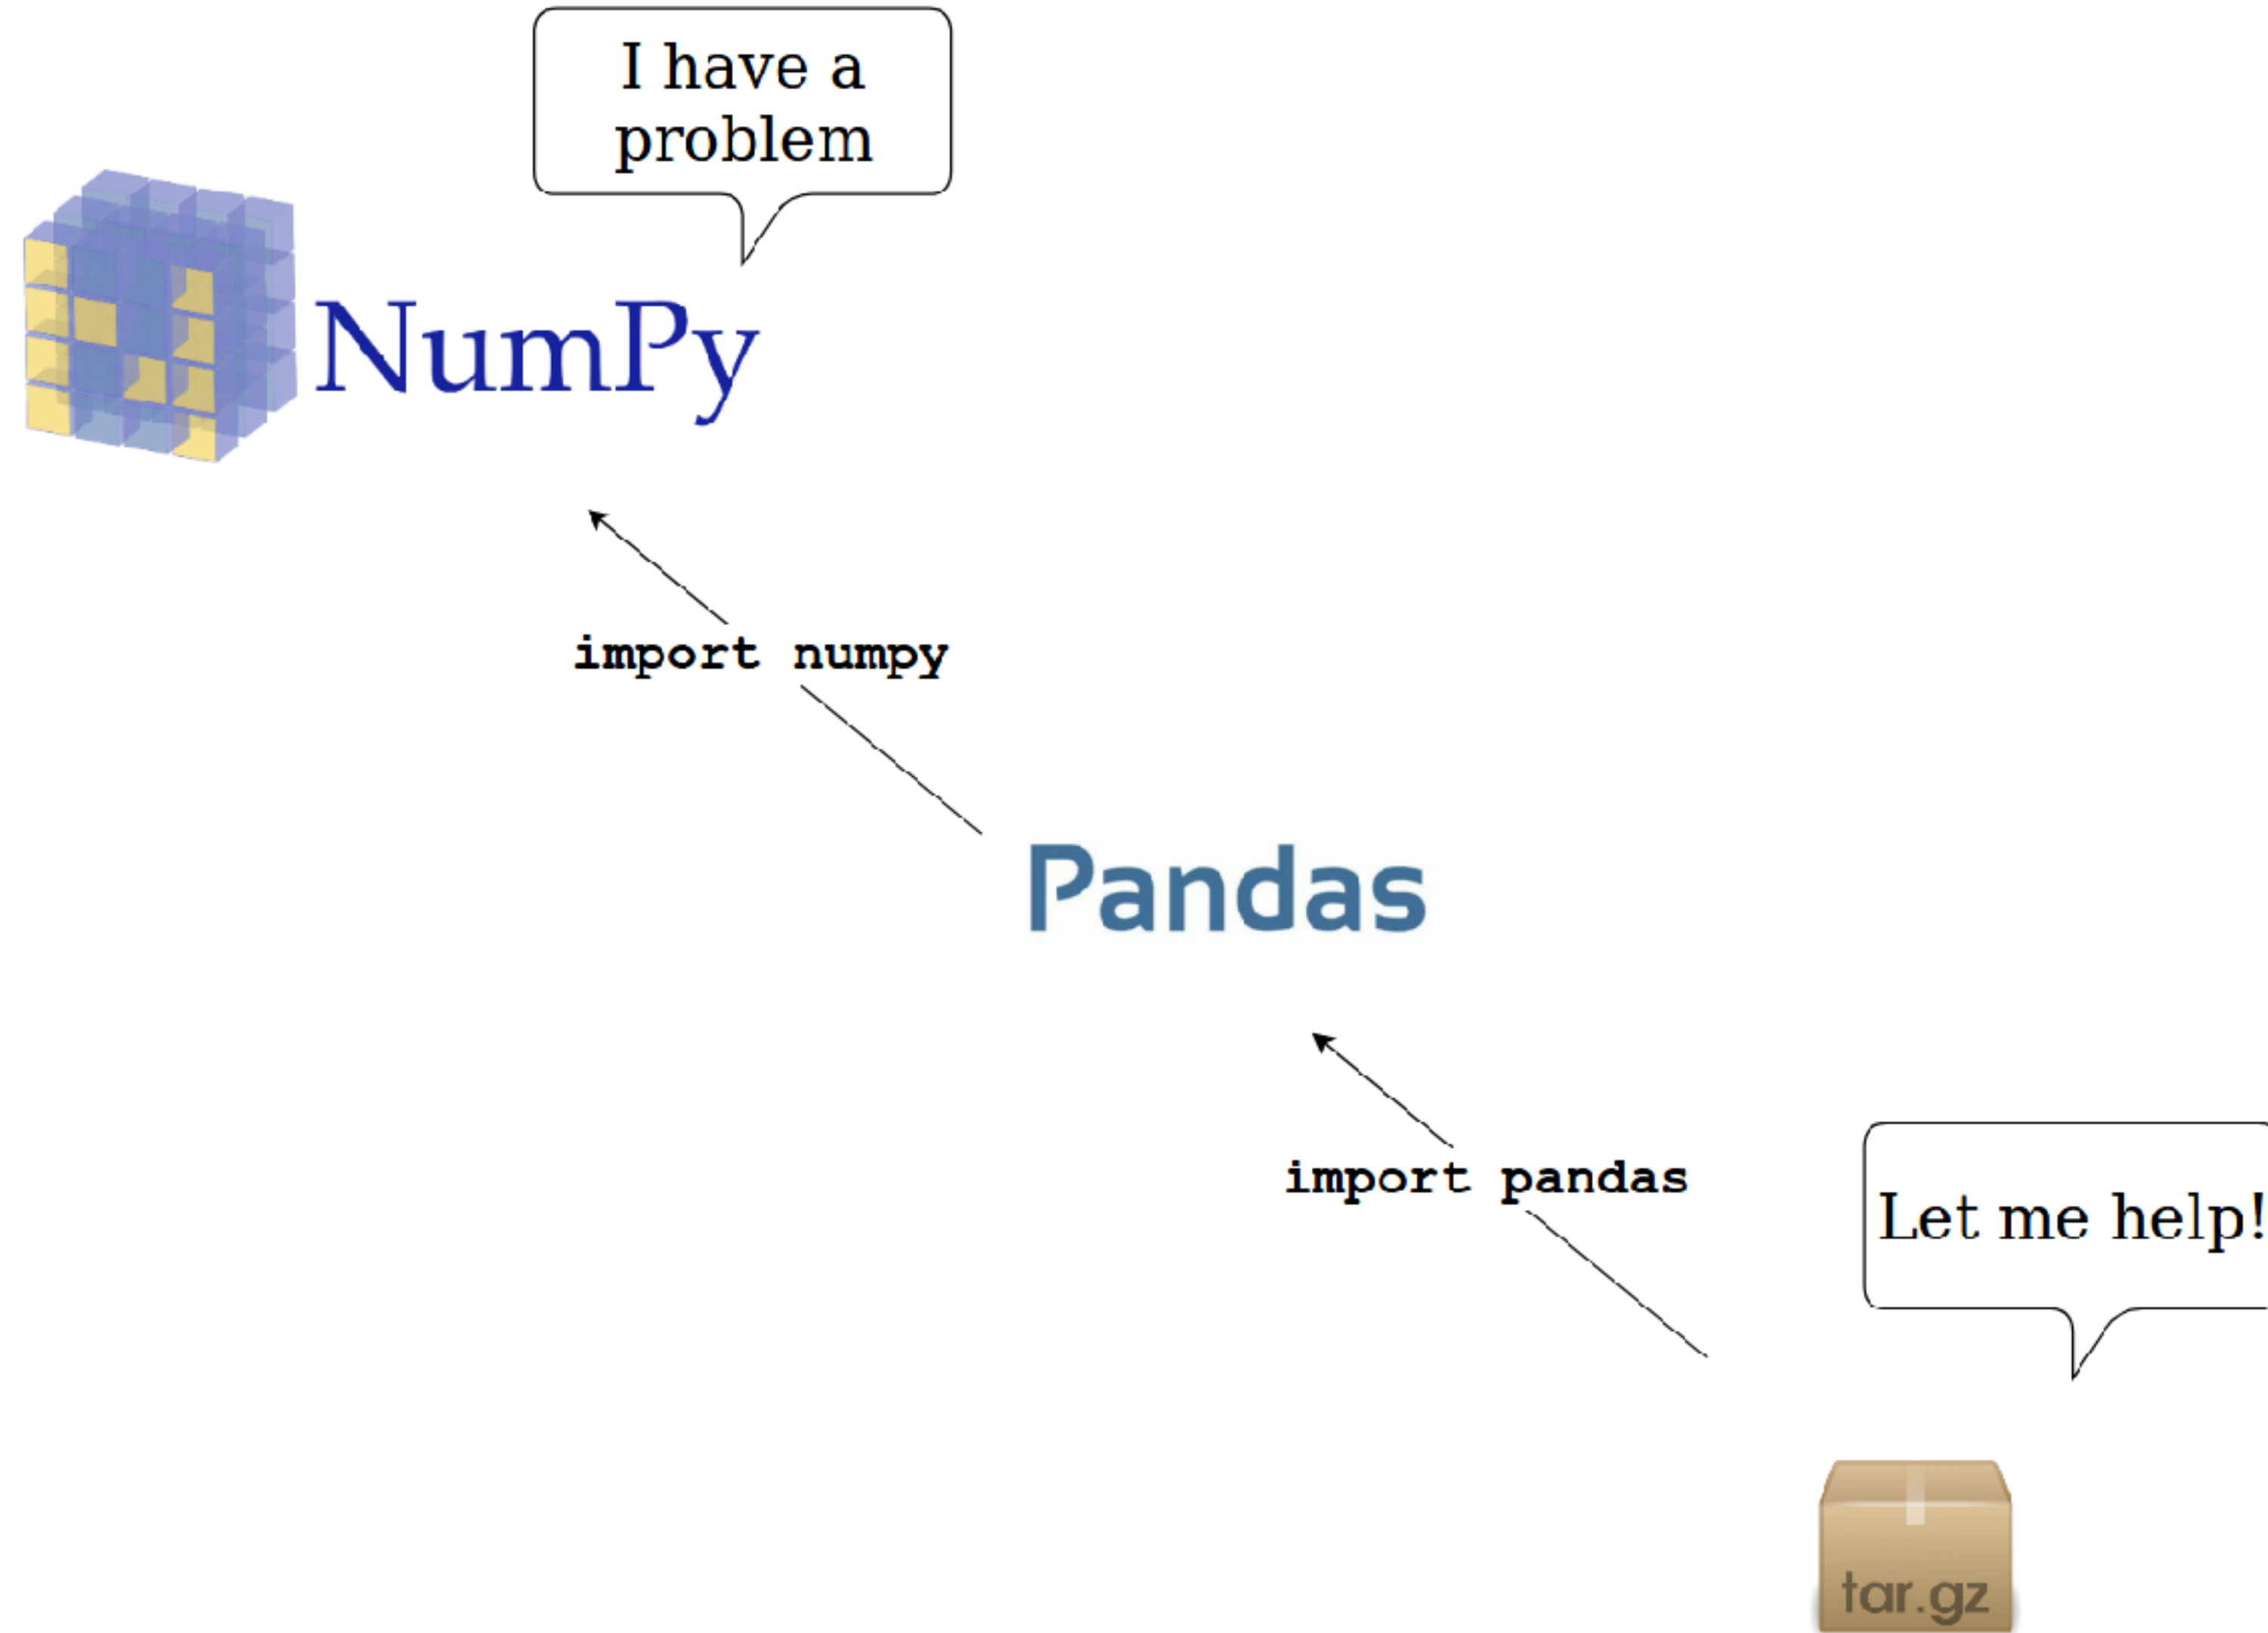 I have a
problem
NumPy
import numpy
Pandas
import pandas
Let me help!
tar.gz